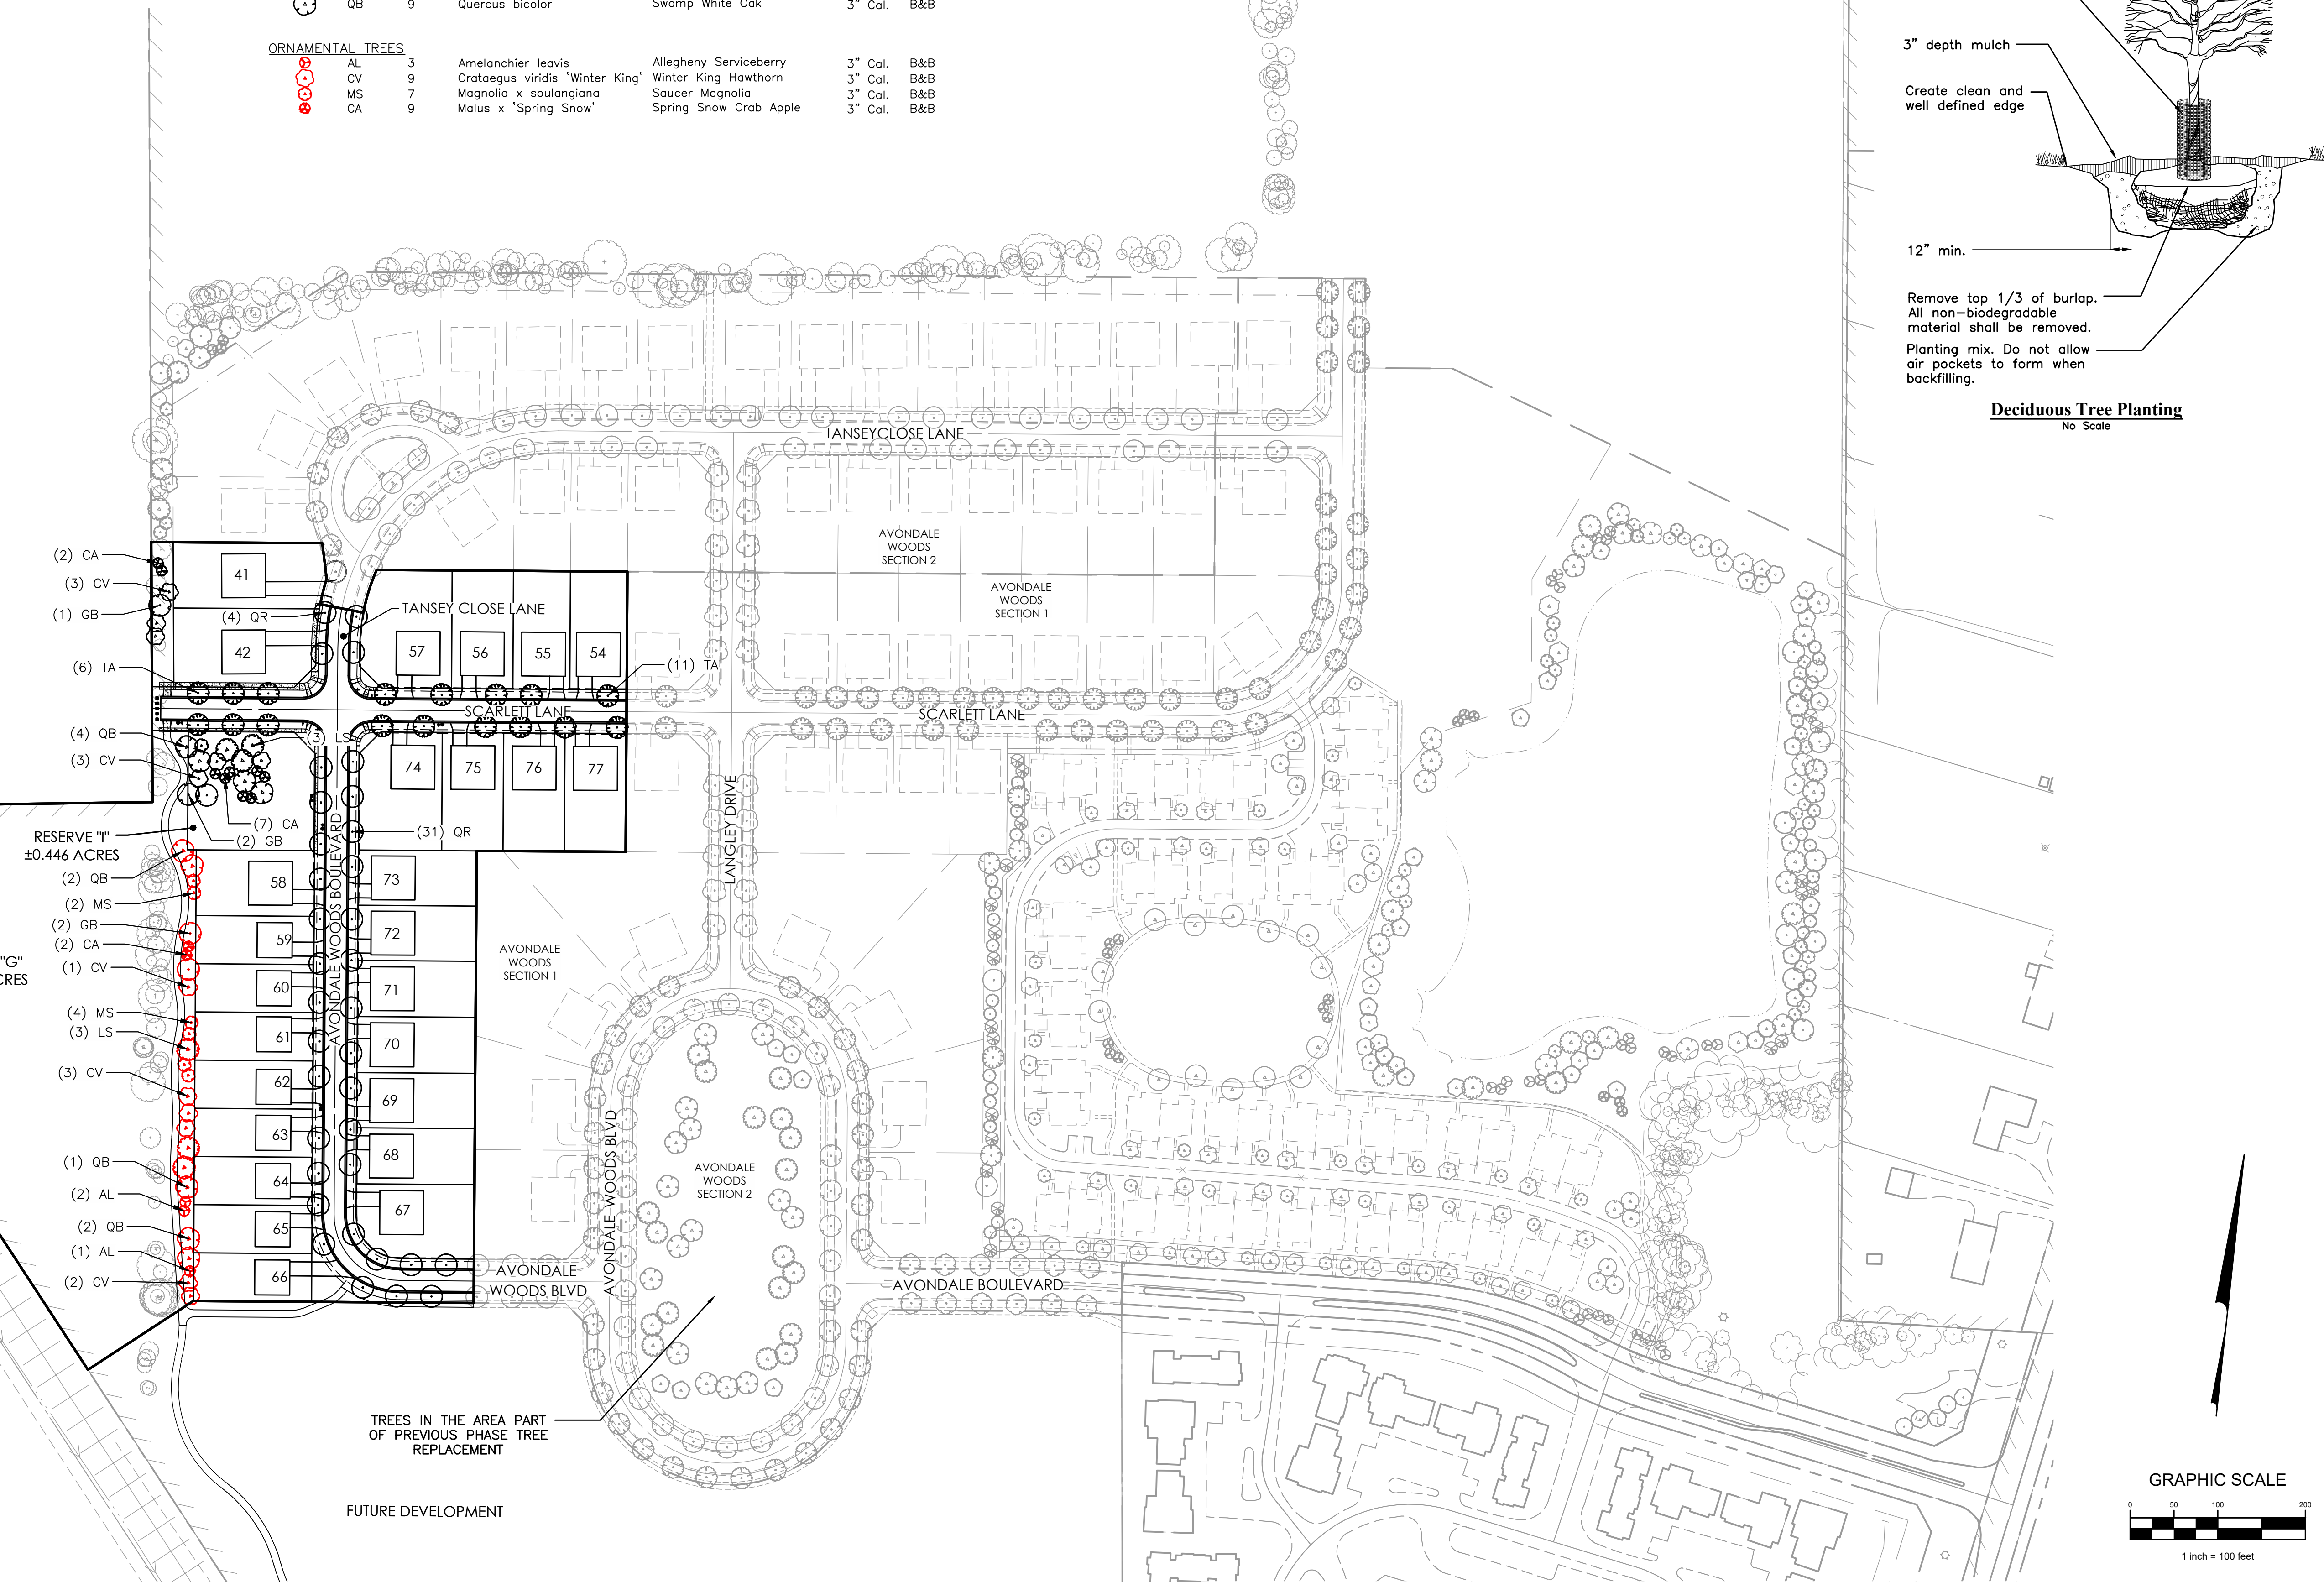 QB 9 Quercus bicolor Swamp White Oak 3" Cal. B&B
ORNAMENTAL TREES
AL 3 Amelanchier leavis Allegheny Serviceberry 3" Cal. B&B
CV 9 Crataegus viridis 'Winter King' Winter King Hawthorn 3" Cal. B&B
MS 7 Magnolia x soulangiana Saucer Magnolia 3" Cal. B&B
CA 9 Malus x 'Spring Snow' Spring Snow Crab Apple 3" Cal. B&B
3" depth mulch
Create clean and
well defined edge
12" min.
Remove top 1/3 of burlap.
All non-biodegradable
material shall be removed.
Planting mix. Do not allow
air pockets to form when
backfilling.
Deciduous Tree Planting
No Scale
TANSEYCLOSE LANE
AVONDALE
WOODS
SECTION 2
AVONDALE
WOODS
SECTION 1
(2) CA
(3) CV
(1) GB
(6) TA
41
42
(4) QR
TANSEY CLOSE LANE
57
56
55
54
(11) TA
SCARLETT LANE
SCARLETT LANE
(4) QB
(3) CV
(3) LS
74
75
76
77
(7) CA
(2) GB
(31) QR
RESERVE "I"
±0.446 ACRES
LANGLEY DRIVE
AVONDALE WOODS BOULEVARD
AVONDALE WOODS BOULEVARD
(2) QB
(2) MS
(2) GB
(2) CA
(1) CV
"G"
CRES
(4) MS
(3) LS
(3) CV
(1) QB
(2) AL
(2) QB
(1) AL
(2) CV
58
59
60
61
62
63
64
65
66
73
72
71
70
69
68
67
AVONDALE
WOODS
SECTION 1
AVONDALE WOODS BLVD
AVONDALE
WOODS
SECTION 2
AVONDALE
WOODS BLVD
AVONDALE BOULEVARD
TREES IN THE AREA PART
OF PREVIOUS PHASE TREE
REPLACEMENT
FUTURE DEVELOPMENT
GRAPHIC SCALE
0 50 100 200
1 inch = 100 feet